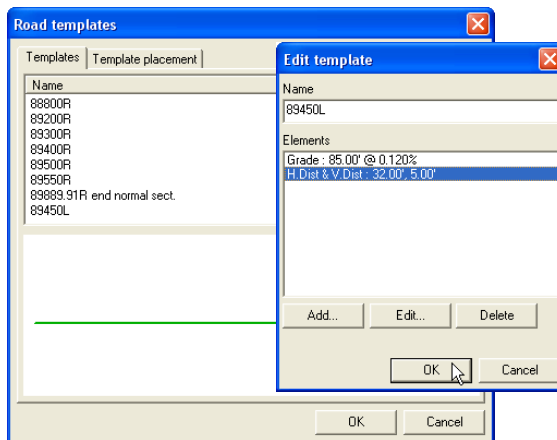 Road templates
Templates
Template placement
Name
88800R
89200R
89300R
89400R
89500R
89550R
89889.91R end normal sect.
89450L
OK
Cancel
Edit template
Name
89450L
Elements
Grade : 85.00' @ 0.120%
H.Dist & V.Dist : 32.00', 5.00'
Add...
Edit...
Delete
OK
Cancel